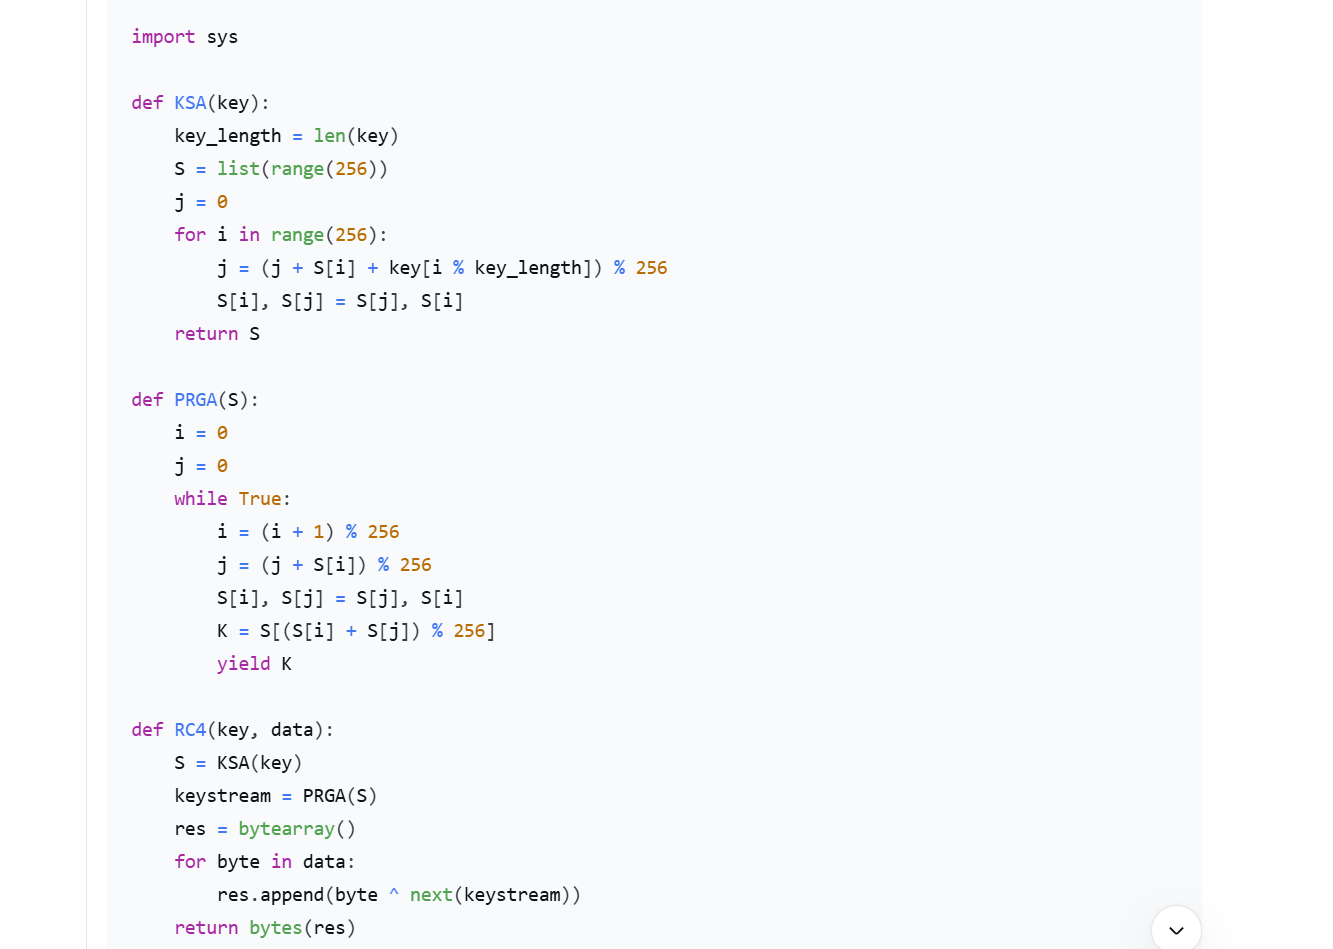 import sys

def KSA(key):
    key_length = len(key)
    S = list(range(256))
    j = 0
    for i in range(256):
        j = (j + S[i] + key[i % key_length]) % 256
        S[i], S[j] = S[j], S[i]
    return S

def PRGA(S):
    i = 0
    j = 0
    while True:
        i = (i + 1) % 256
        j = (j + S[i]) % 256
        S[i], S[j] = S[j], S[i]
        K = S[(S[i] + S[j]) % 256]
        yield K

def RC4(key, data):
    S = KSA(key)
    keystream = PRGA(S)
    res = bytearray()
    for byte in data:
        res.append(byte ^ next(keystream))
    return bytes(res)